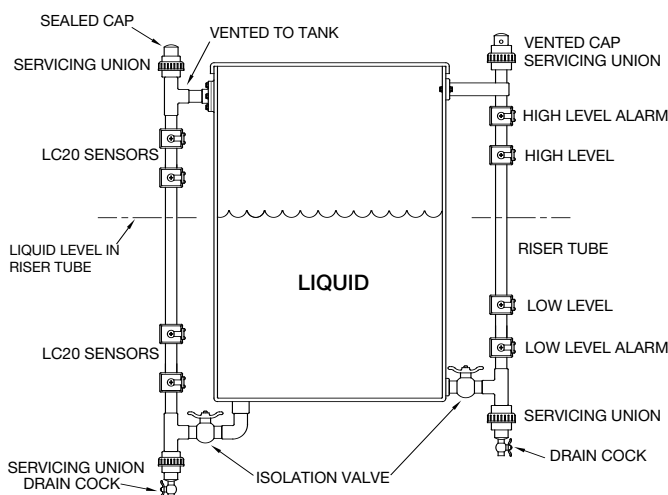 SEALED CAP
VENTED TO TANK
SERVICING UNION
VENTED CAP
SERVICING UNION
HIGH LEVEL ALARM
LC20 SENSORS
HIGH LEVEL
LIQUID LEVEL IN
RISER TUBE
RISER TUBE
LIQUID
LOW LEVEL
LC20 SENSORS
LOW LEVEL ALARM
SERVICING UNION
SERVICING UNION
DRAIN COCK
ISOLATION VALVE
DRAIN COCK